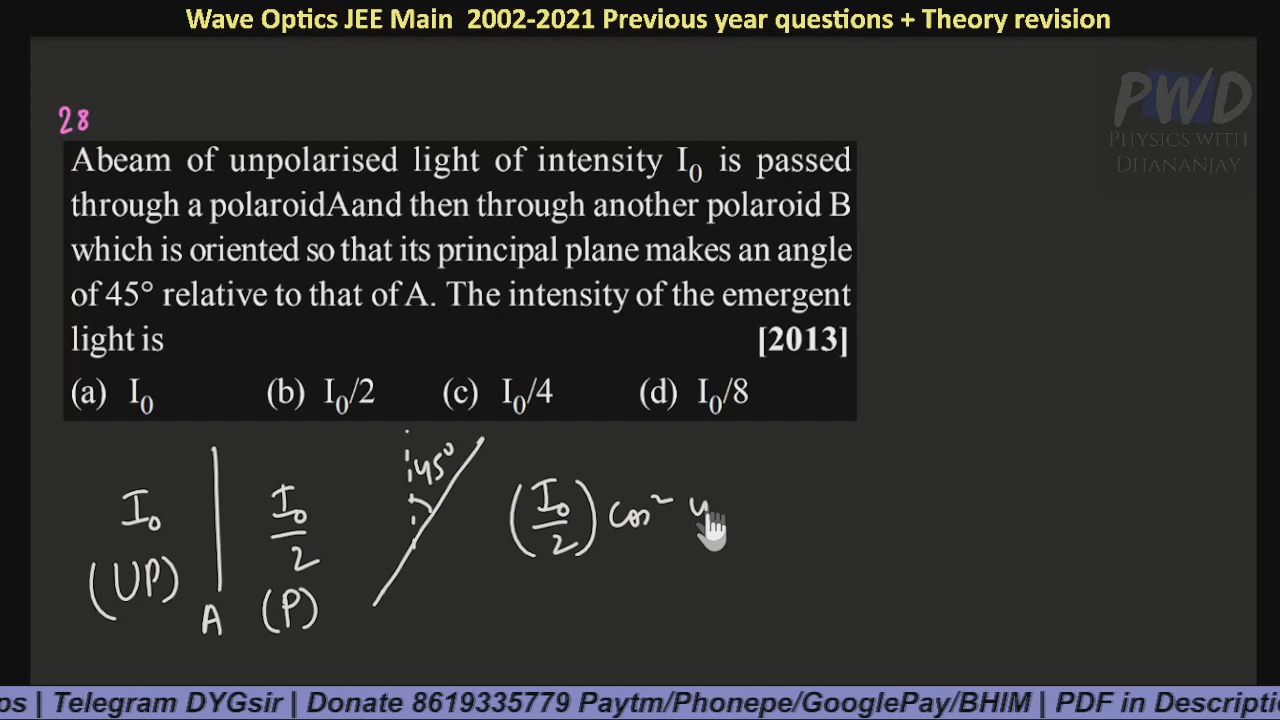 Wave Optics JEE Main 2002-2021 Previous year questions + Theory revision
PWD
PHYSICS WITH
DHANANJAY
28
Abeam of unpolarised light of intensity I₀ is passed
through a polaroidAand then through another polaroid B
which is oriented so that its principal plane makes an angle
of 45° relative to that of A. The intensity of the emergent
light is [2013]
(a) I₀ (b) I₀/2 (c) I₀/4 (d) I₀/8
I₀ (UP)
A
I₀/2 (P)
45°
(I₀/2) cos²
os | Telegram DYGsir | Donate 8619335779 Paytm/Phonepe/GooglePay/BHIM | PDF in Descriptio